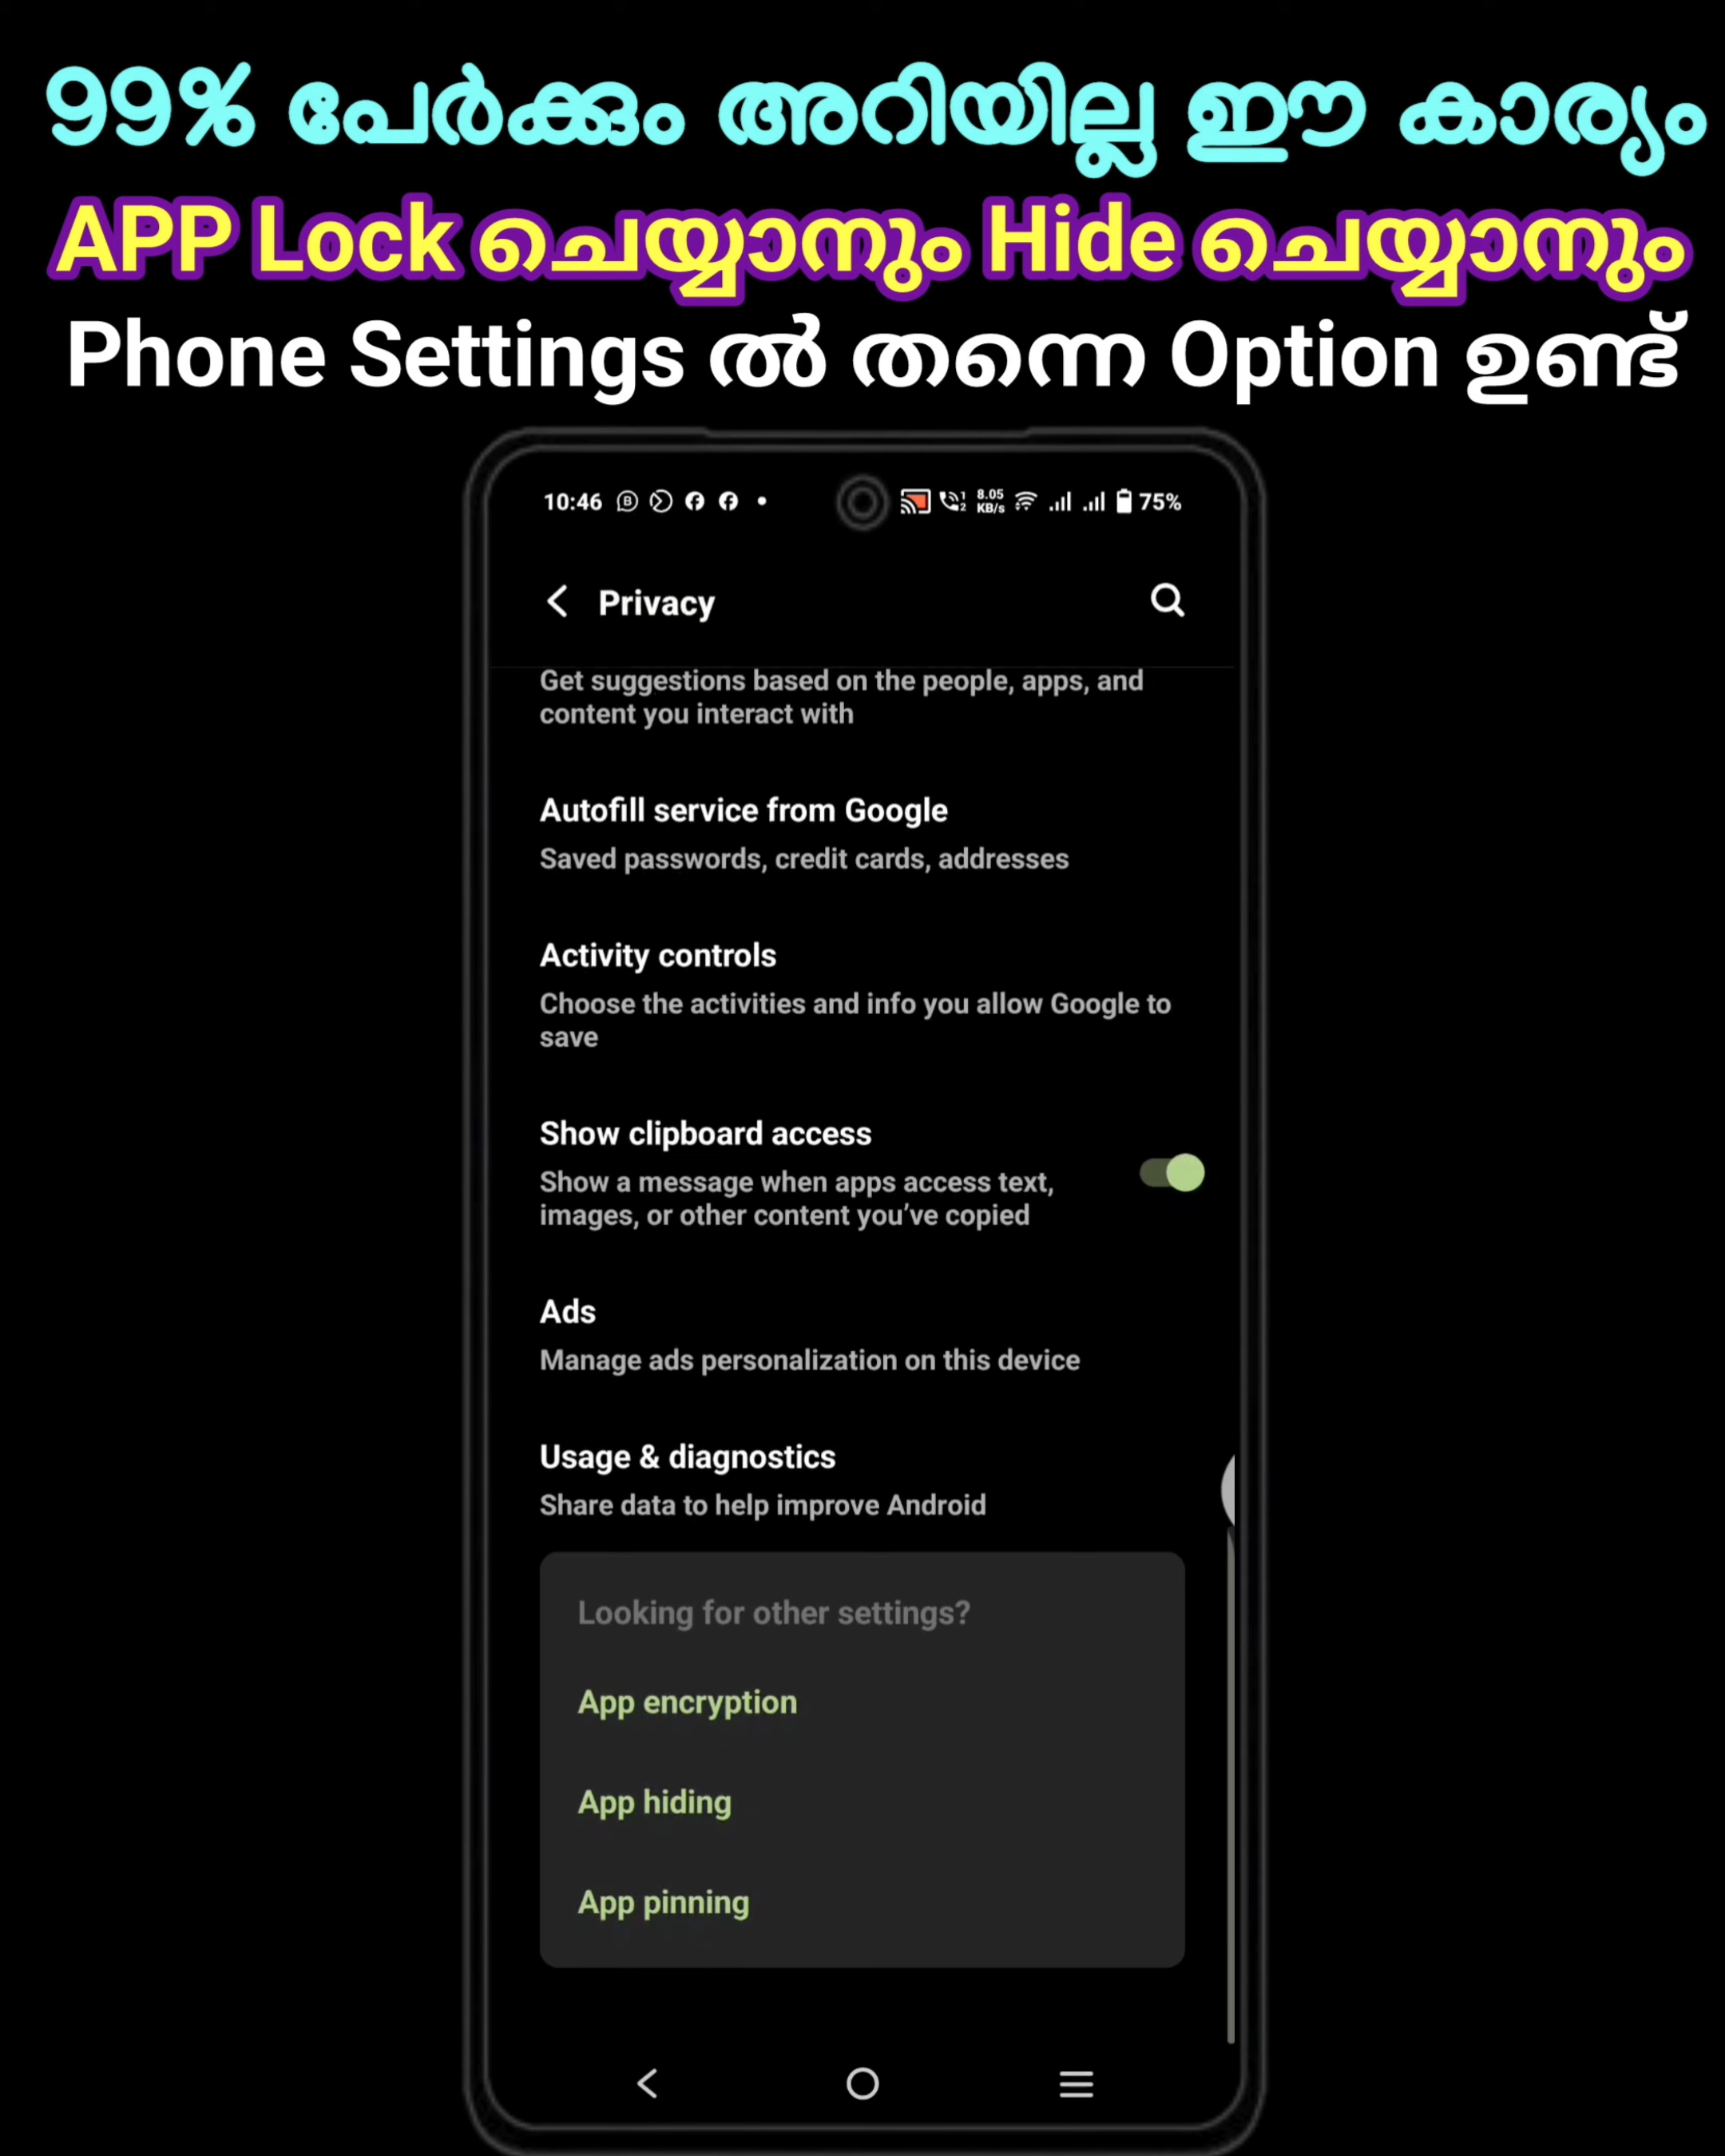 99% പേർക്കും അറിയില്ല ഈ കാര്യം
APP Lock ചെയ്യാനും Hide ചെയ്യാനും
Phone Settings ൽ തന്നെ Option ഉണ്ട്
10:46 8.05 KB/s 75%
Privacy
Get suggestions based on the people, apps, and
content you interact with
Autofill service from Google
Saved passwords, credit cards, addresses
Activity controls
Choose the activities and info you allow Google to
save
Show clipboard access
Show a message when apps access text,
images, or other content you’ve copied
Ads
Manage ads personalization on this device
Usage & diagnostics
Share data to help improve Android
Looking for other settings?
App encryption
App hiding
App pinning